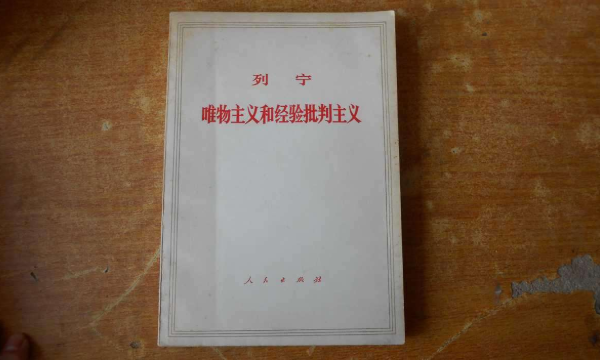 列宁
唯物主义和经验批判主义
人民出版社